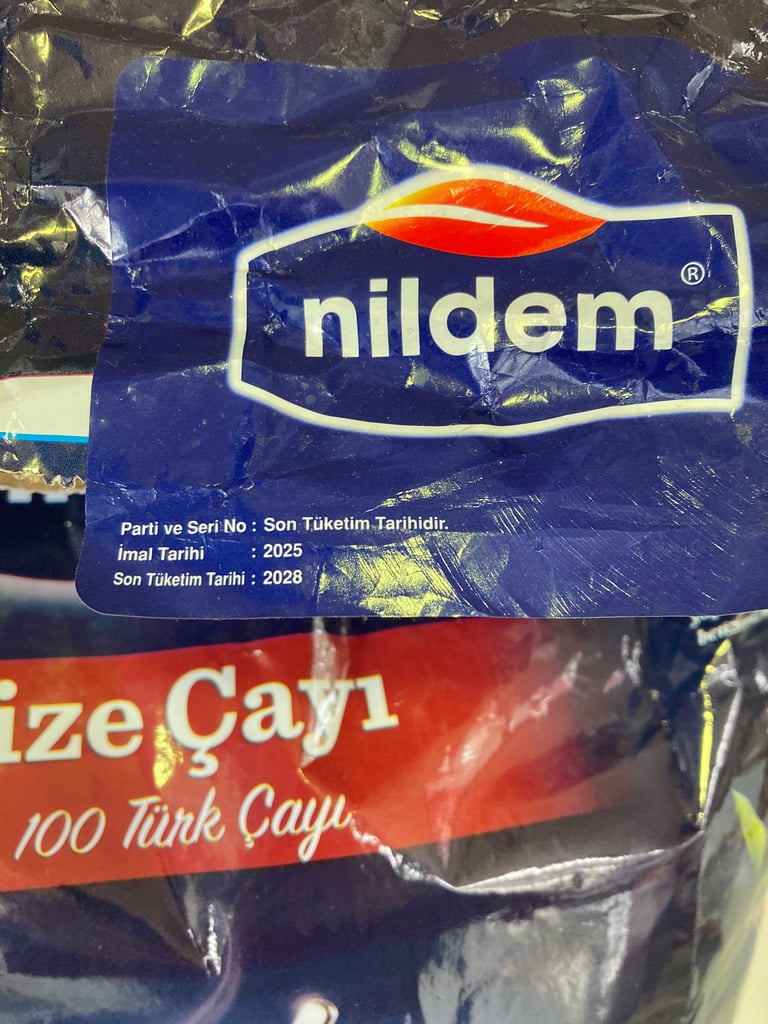 nildem®
Parti ve Seri No : Son Tüketim Tarihidir.
İmal Tarihi : 2025
Son Tüketim Tarihi : 2028
ize Çayı
100 Türk Çayı